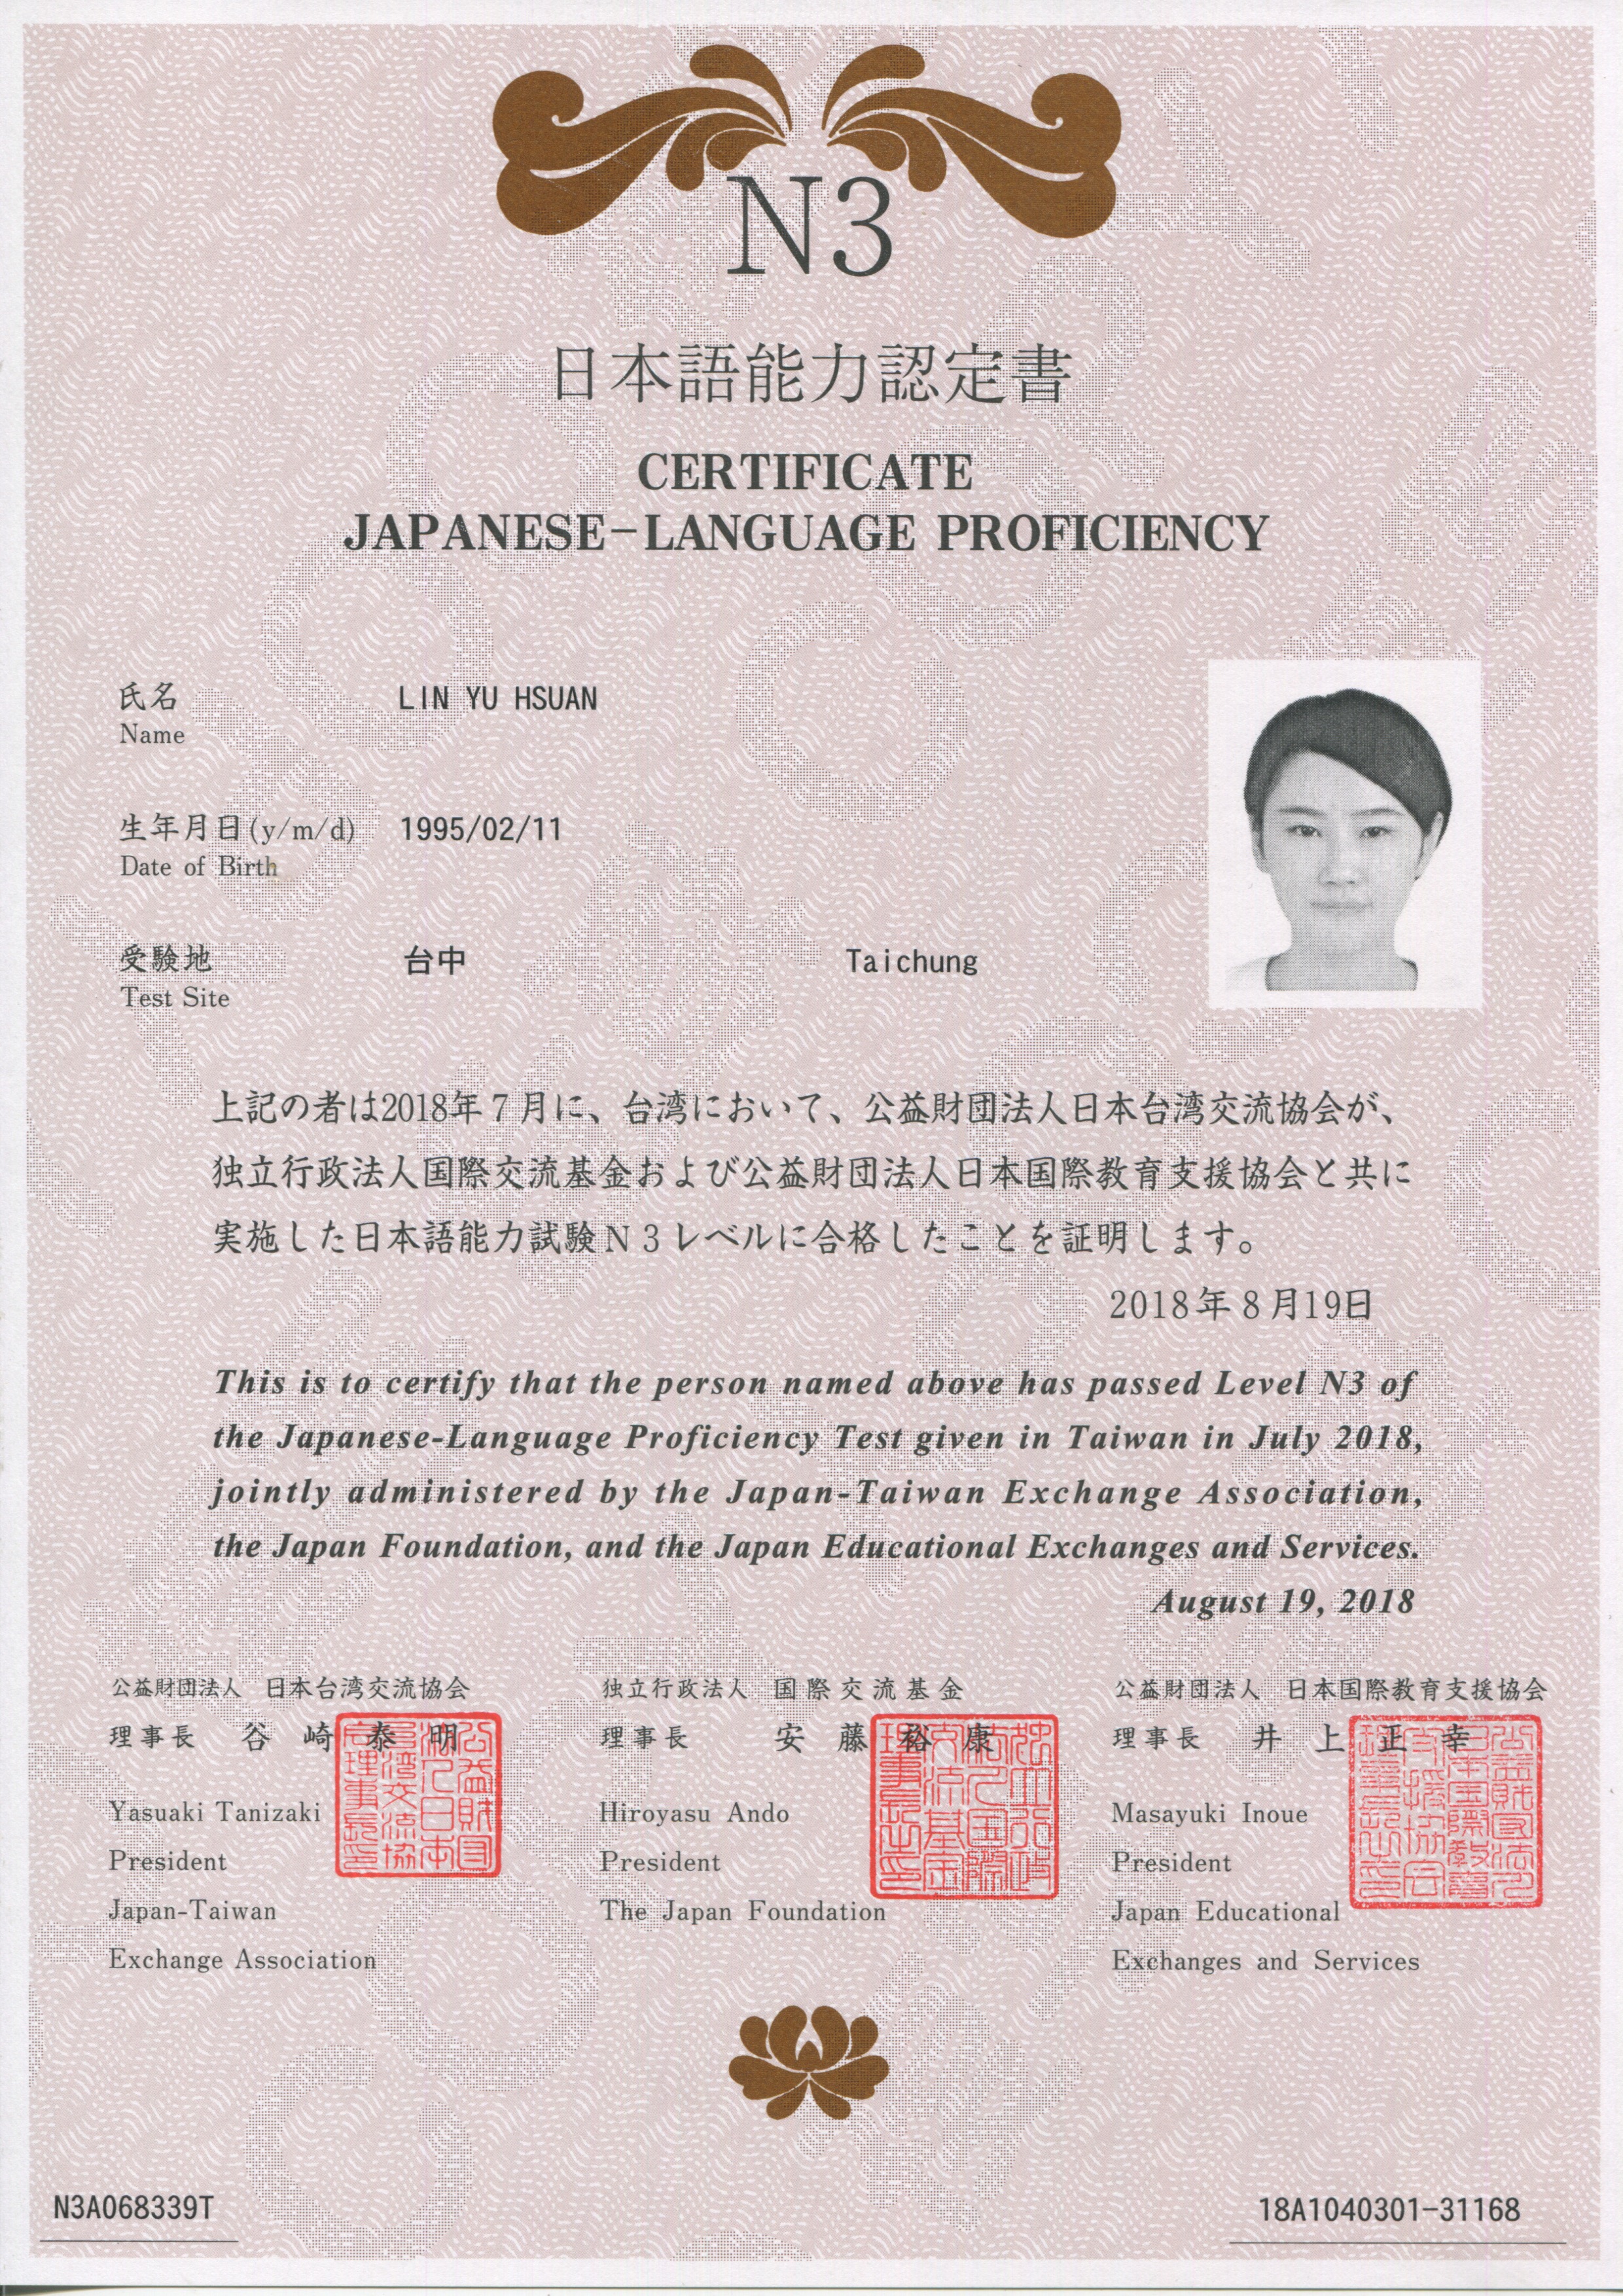 N3
日本語能力認定書
CERTIFICATE
JAPANESE-LANGUAGE PROFICIENCY
氏名 LIN YU HSUAN
Name
生年月日(y/m/d) 1995/02/11
Date of Birth
受験地 台中 Taichung
Test Site
上記の者は2018年7月に、台湾において、公益財団法人日本台湾交流協会が、
独立行政法人国際交流基金および公益財団法人日本国際教育支援協会と共に
実施した日本語能力試験N3レベルに合格したことを証明します。
2018年8月19日
This is to certify that the person named above has passed Level N3 of
the Japanese-Language Proficiency Test given in Taiwan in July 2018,
jointly administered by the Japan-Taiwan Exchange Association,
the Japan Foundation, and the Japan Educational Exchanges and Services.
August 19, 2018
公益財団法人 日本台湾交流協会
理事長 谷崎泰明
Yasuaki Tanizaki
President
Japan-Taiwan
Exchange Association
独立行政法人 国際交流基金
理事長 安藤裕康
Hiroyasu Ando
President
The Japan Foundation
公益財団法人 日本国際教育支援協会
理事長 井上正幸
Masayuki Inoue
President
Japan Educational
Exchanges and Services
N3A068339T
18A1040301-31168